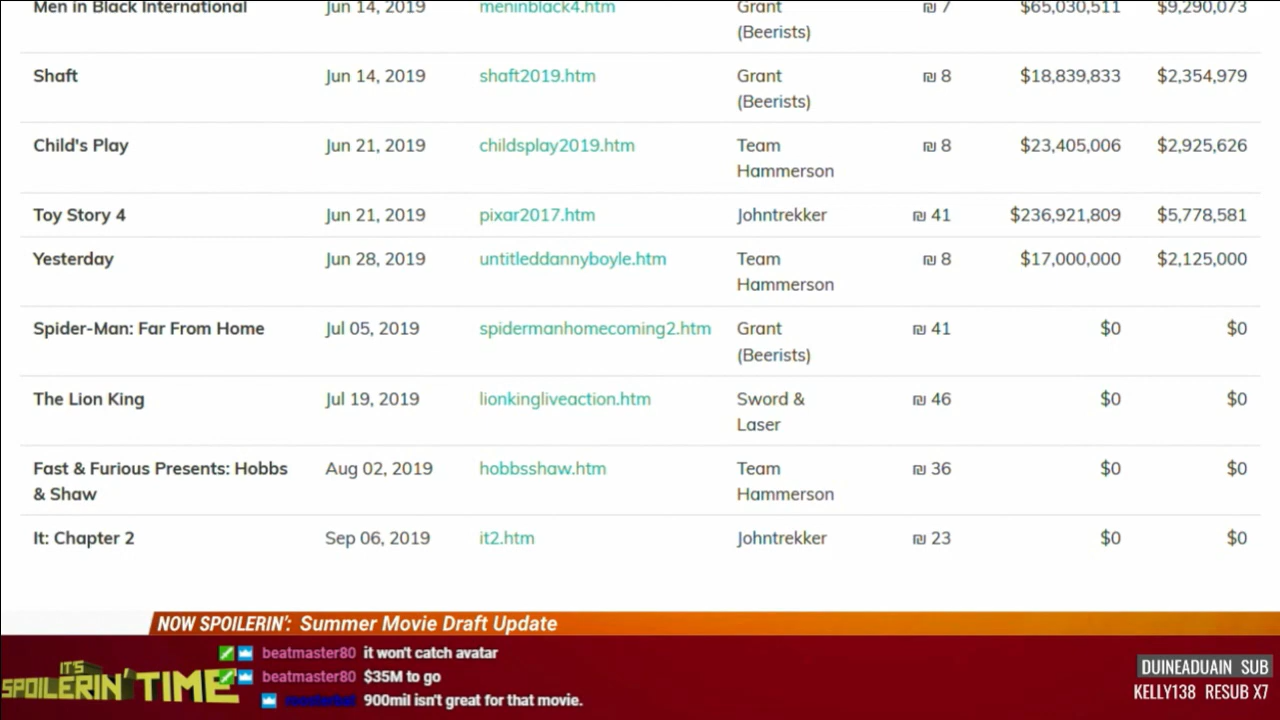 Men in Black International Jun 14, 2019 meninblack4.htm Grant ₪ 7 $65,030,511 $9,290,073
(Beerists)
Shaft Jun 14, 2019 shaft2019.htm Grant ₪ 8 $18,839,833 $2,354,979
(Beerists)
Child's Play Jun 21, 2019 childsplay2019.htm Team ₪ 8 $23,405,006 $2,925,626
Hammerson
Toy Story 4 Jun 21, 2019 pixar2017.htm Johntrekker ₪ 41 $236,921,809 $5,778,581
Yesterday Jun 28, 2019 untitleddannyboyle.htm Team ₪ 8 $17,000,000 $2,125,000
Hammerson
Spider-Man: Far From Home Jul 05, 2019 spidermanhomecoming2.htm Grant ₪ 41 $0 $0
(Beerists)
The Lion King Jul 19, 2019 lionkingliveaction.htm Sword & ₪ 46 $0 $0
Laser
Fast & Furious Presents: Hobbs Aug 02, 2019 hobbsshaw.htm Team ₪ 36 $0 $0
& Shaw Hammerson
It: Chapter 2 Sep 06, 2019 it2.htm Johntrekker ₪ 23 $0 $0
NOW SPOILERIN': Summer Movie Draft Update
IT'S
SPOILERIN' TIME
beatmaster80 it won't catch avatar
beatmaster80 $35M to go
900mil isn't great for that movie.
DUINEADUAIN SUB
KELLY138 RESUB X7